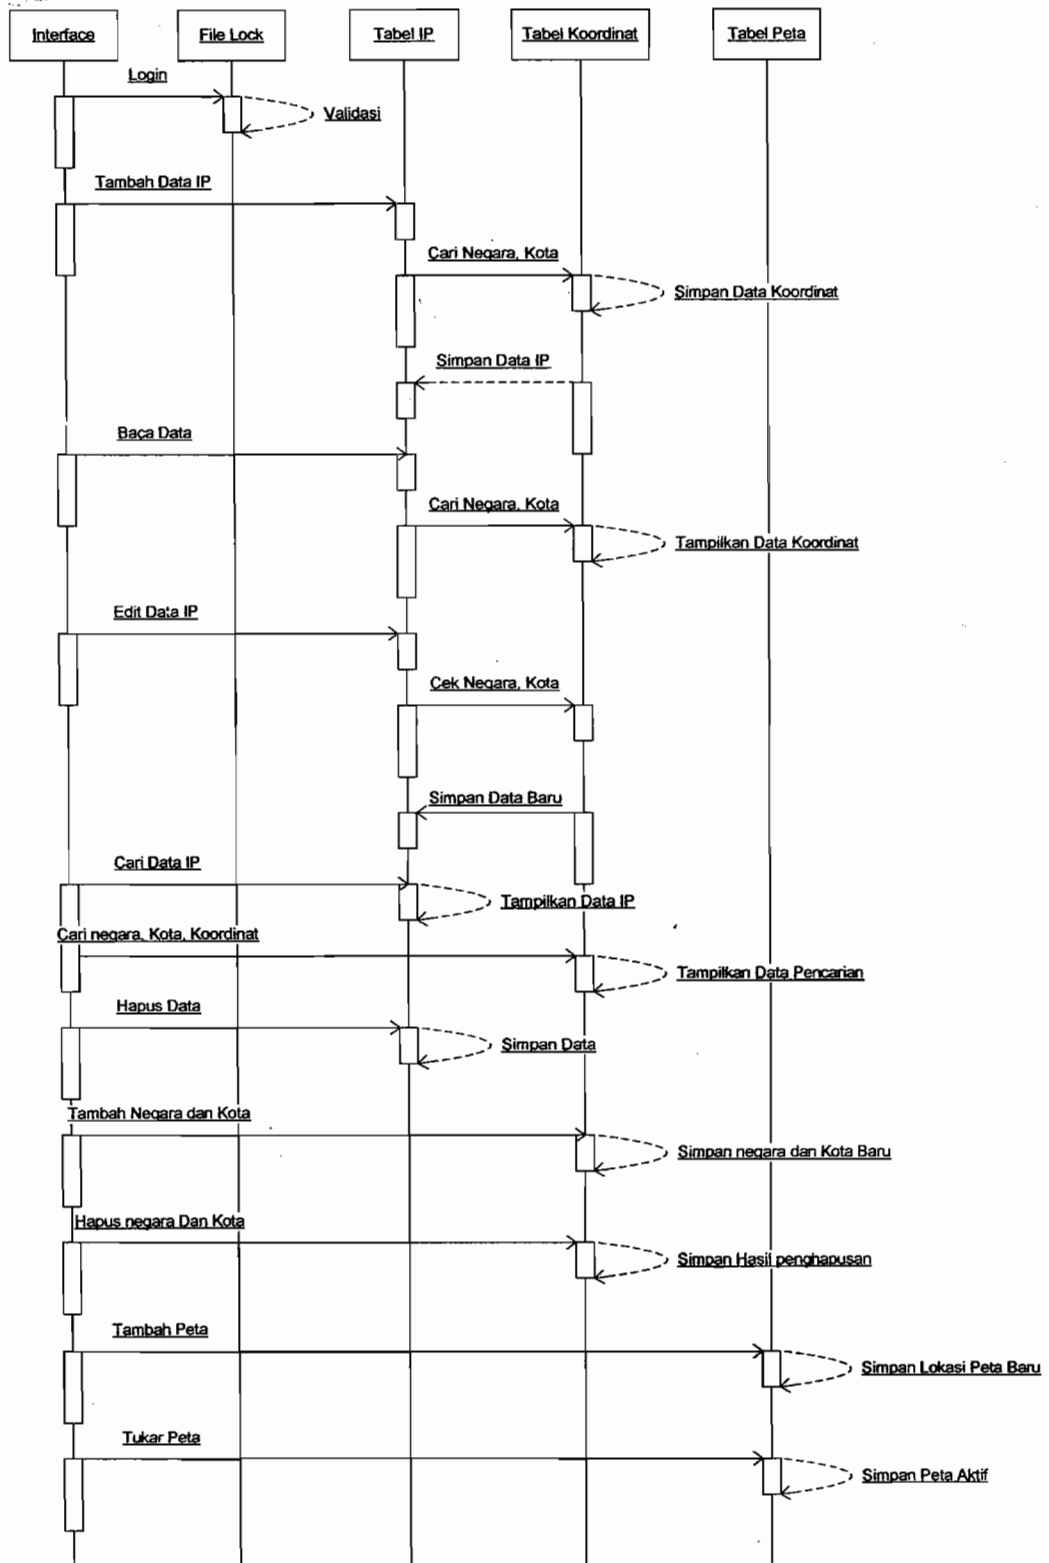 Interface
File Lock
Tabel IP
Tabel Koordinat
Tabel Peta
Login
Validasi
Tambah Data IP
Cari Negara, Kota
Simpan Data Koordinat
Simpan Data IP
Baca Data
Cari Negara, Kota
Tampilkan Data Koordinat
Edit Data IP
Cek Negara, Kota
Simpan Data Baru
Cari Data IP
Tampilkan Data IP
Cari negara, Kota, Koordinat
Tampilkan Data Pencarian
Hapus Data
Simpan Data
Tambah Negara dan Kota
Simpan negara dan Kota Baru
Hapus negara Dan Kota
Simpan Hasil penghapusan
Tambah Peta
Simpan Lokasi Peta Baru
Tukar Peta
Simpan Peta Aktif